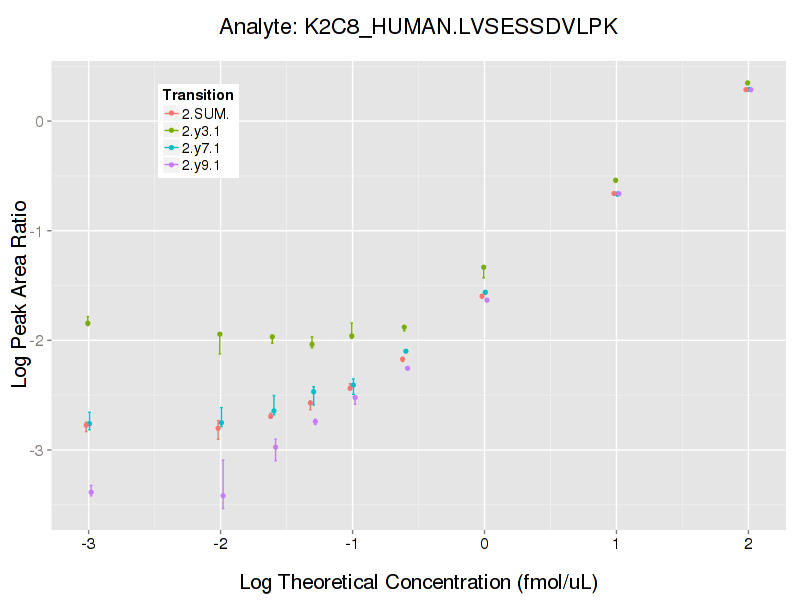 Analyte: K2C8_HUMAN.LVSESSDVLPK
Log Peak Area Ratio
Transition
2.SUM.
2.y3.1
2.y7.1
2.y9.1
0
-1
-2
-3
-3 -2 -1 0 1 2
Log Theoretical Concentration (fmol/uL)